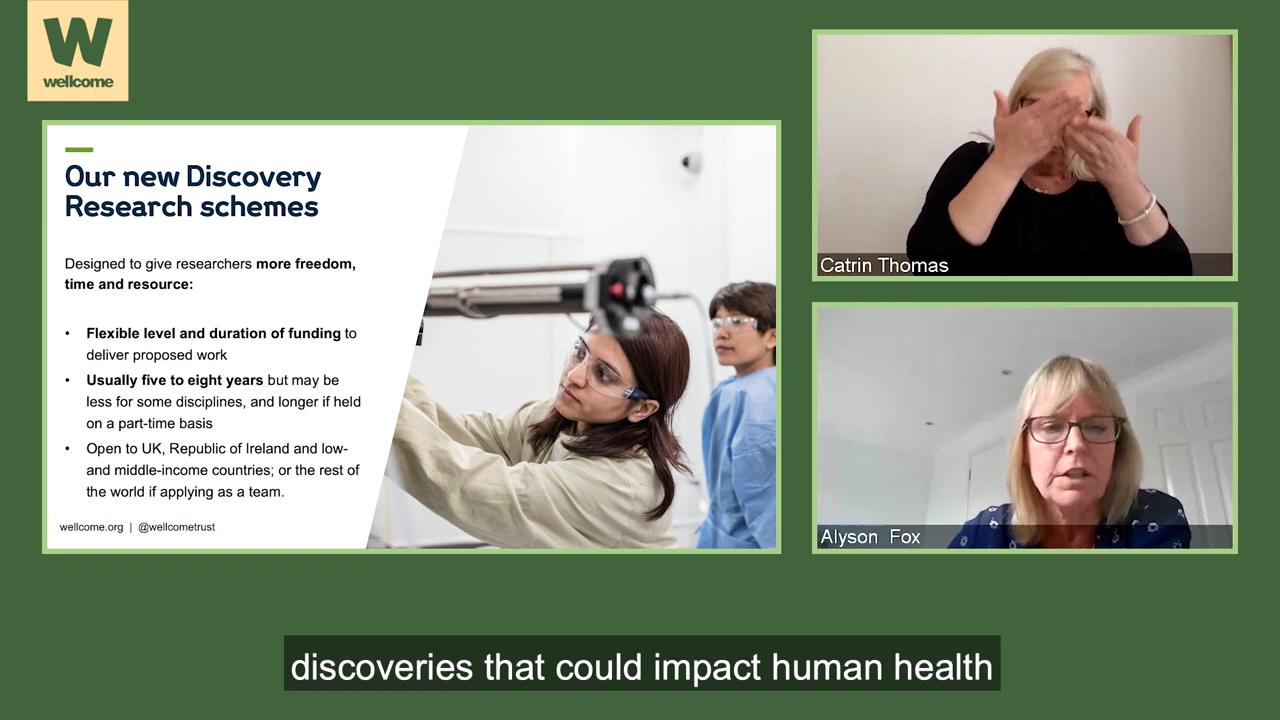 W
wellcome
Our new Discovery
Research schemes
Designed to give researchers more freedom,
time and resource:
• Flexible level and duration of funding to
deliver proposed work
• Usually five to eight years but may be
less for some disciplines, and longer if held
on a part-time basis
• Open to UK, Republic of Ireland and low-
and middle-income countries; or the rest of
the world if applying as a team.
wellcome.org | @wellcometrust
Catrin Thomas
Alyson Fox
discoveries that could impact human health